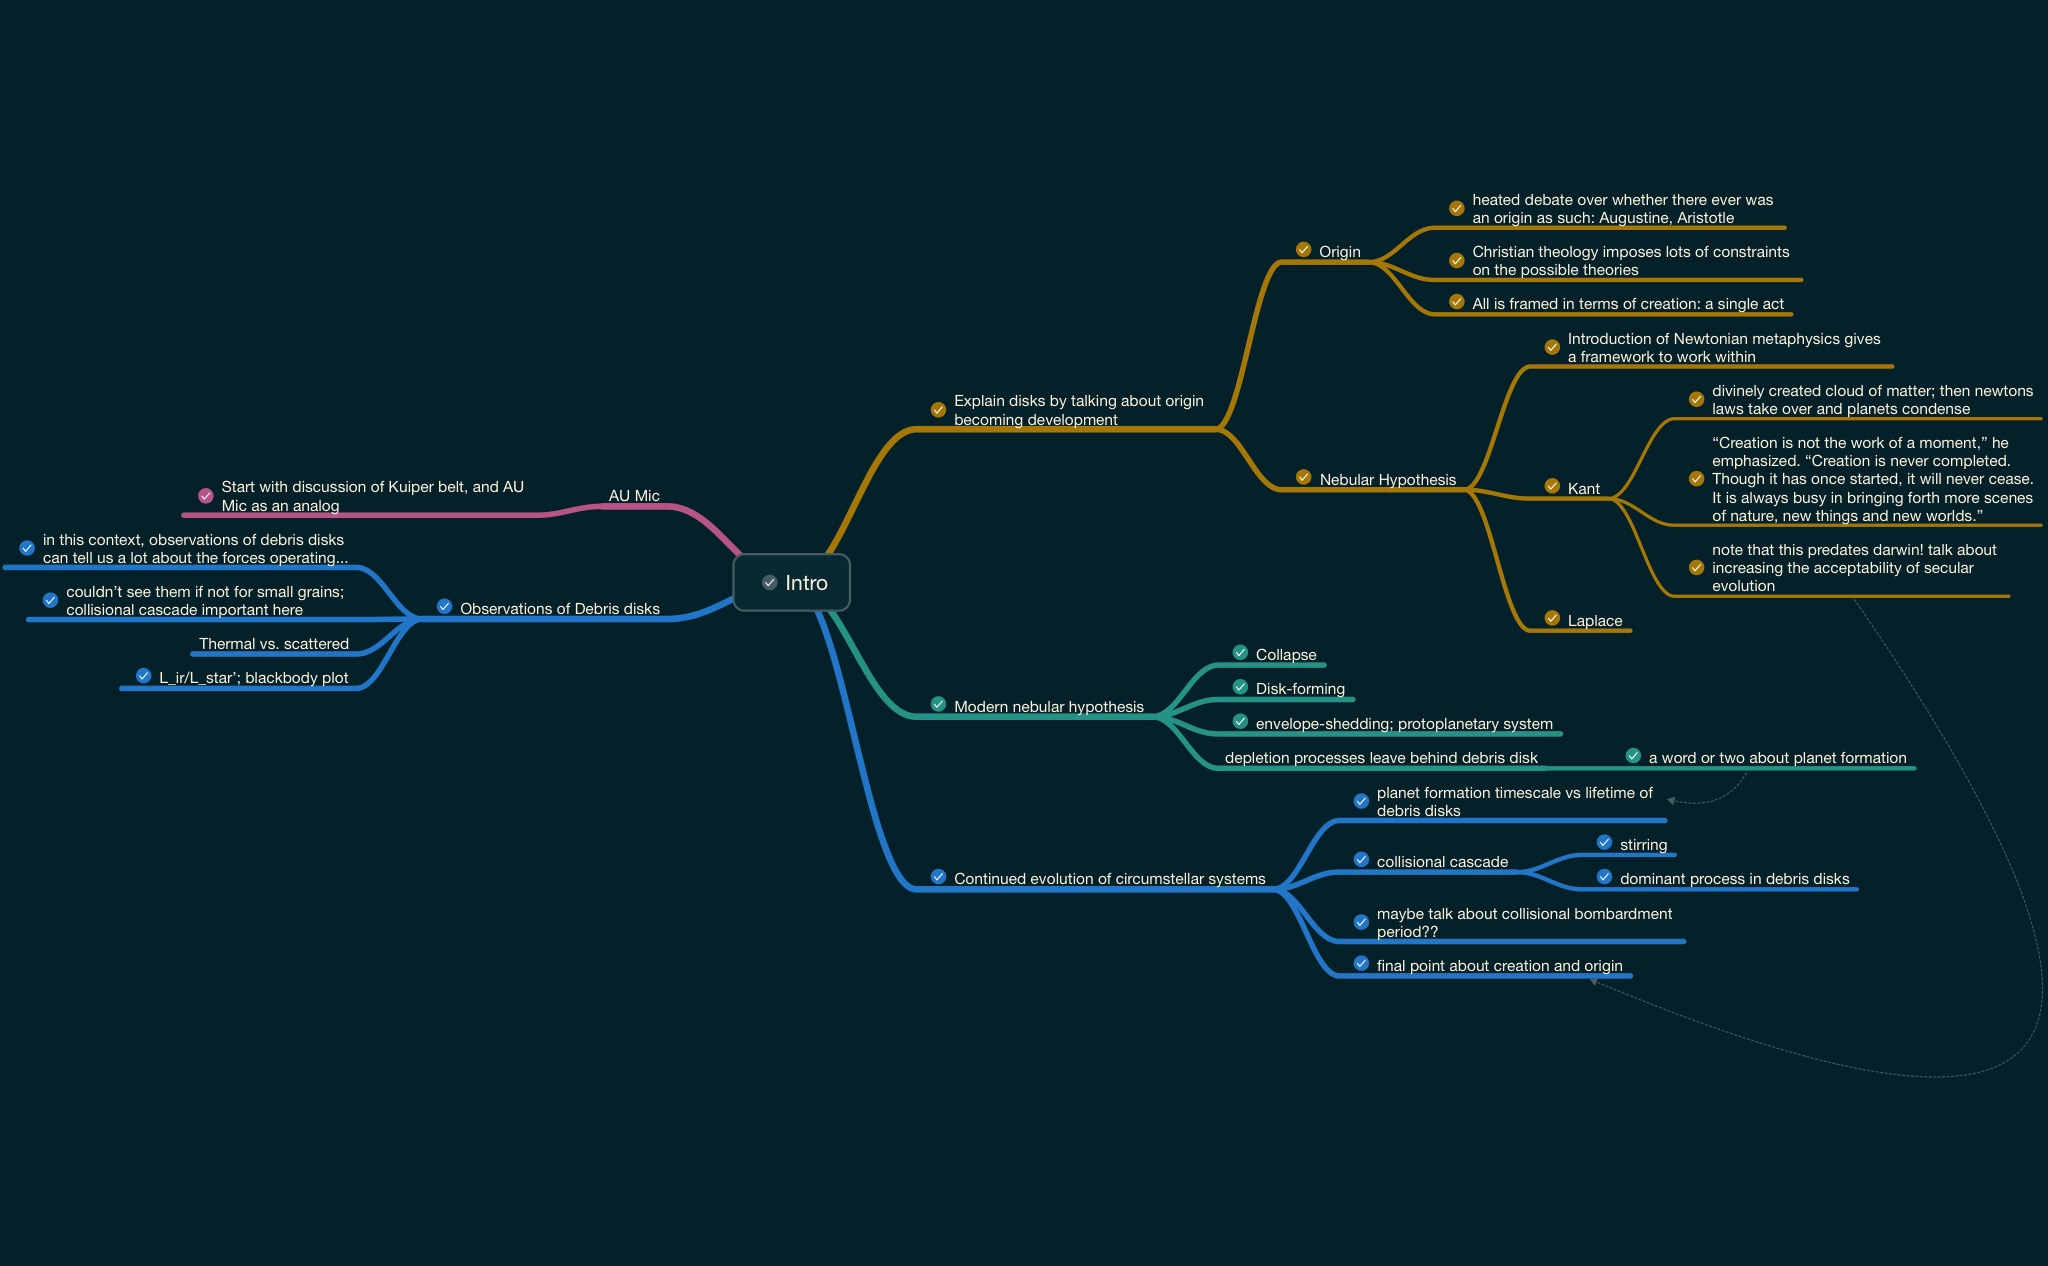 Intro
Explain disks by talking about origin
becoming development
Origin
heated debate over whether there ever was
an origin as such: Augustine, Aristotle
Christian theology imposes lots of constraints
on the possible theories
All is framed in terms of creation: a single act
Nebular Hypothesis
Introduction of Newtonian metaphysics gives
a framework to work within
Kant
divinely created cloud of matter; then newtons
laws take over and planets condense
“Creation is not the work of a moment,” he
emphasized. “Creation is never completed.
Though it has once started, it will never cease.
It is always busy in bringing forth more scenes
of nature, new things and new worlds.”
note that this predates darwin! talk about
increasing the acceptability of secular
evolution
Laplace
Modern nebular hypothesis
Collapse
Disk-forming
envelope-shedding; protoplanetary system
depletion processes leave behind debris disk
a word or two about planet formation
Continued evolution of circumstellar systems
planet formation timescale vs lifetime of
debris disks
collisional cascade
stirring
dominant process in debris disks
maybe talk about collisional bombardment
period??
final point about creation and origin
AU Mic
Start with discussion of Kuiper belt, and AU
Mic as an analog
Observations of Debris disks
in this context, observations of debris disks
can tell us a lot about the forces operating...
couldn’t see them if not for small grains;
collisional cascade important here
Thermal vs. scattered
L_ir/L_star’; blackbody plot